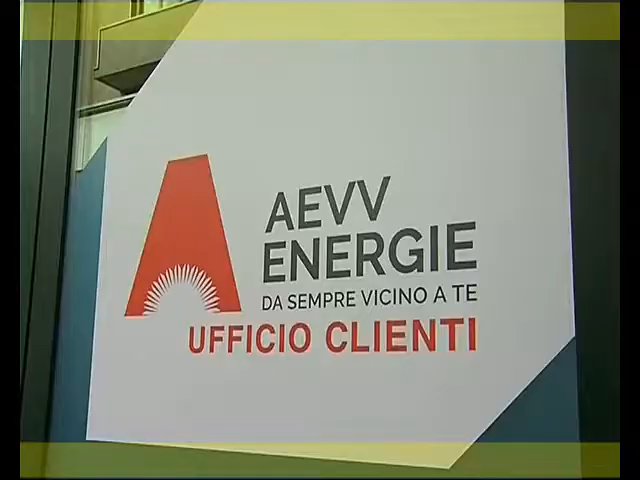 AEVV
ENERGIE
DA SEMPRE VICINO A TE
UFFICIO CLIENTI